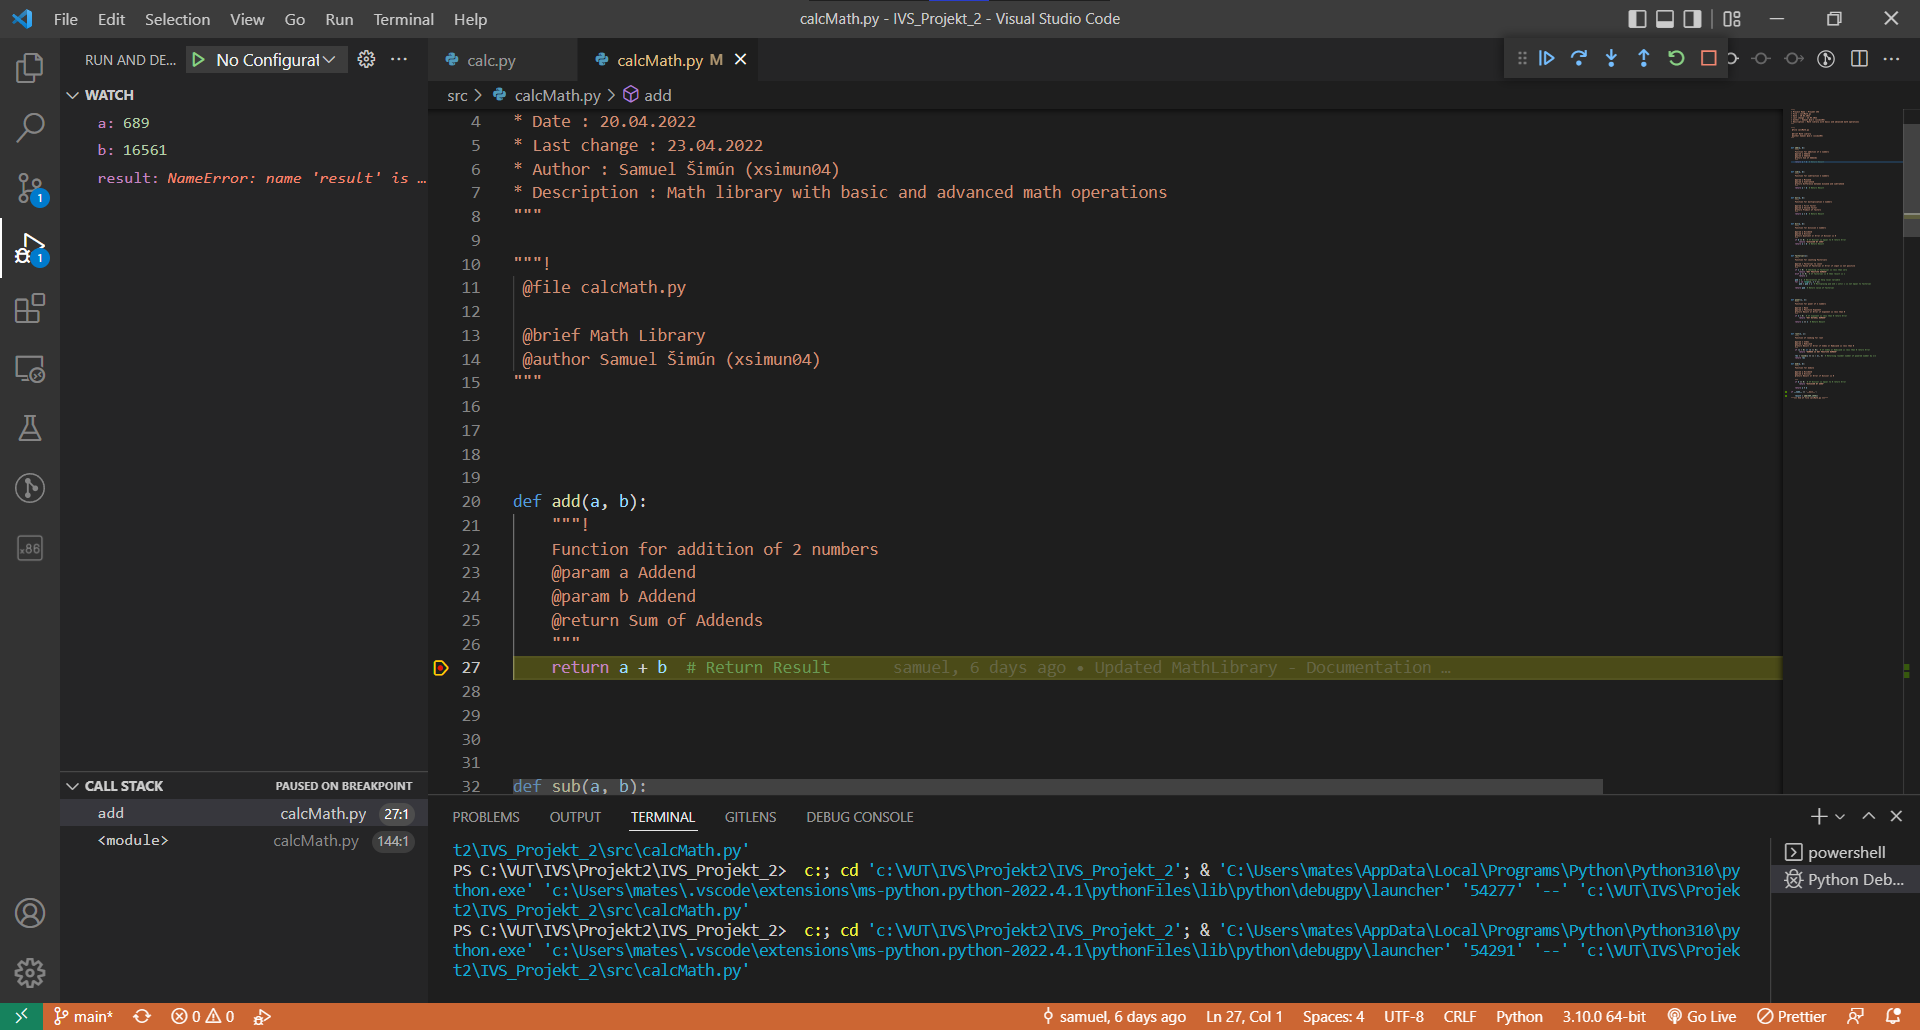 File Edit Selection View Go Run Terminal Help
calcMath.py - IVS_Projekt_2 - Visual Studio Code
RUN AND DE... No Configurat
WATCH
a: 689
b: 16561
result: NameError: name 'result' is …
CALL STACK PAUSED ON BREAKPOINT
add calcMath.py 27:1
<module> calcMath.py 144:1
1
1
x86
calc.py calcMath.py M
src > calcMath.py > add
4 * Date : 20.04.2022
5 * Last change : 23.04.2022
6 * Author : Samuel Šimún (xsimun04)
7 * Description : Math library with basic and advanced math operations
8 """
9
10 """!
11 @file calcMath.py
12
13 @brief Math Library
14 @author Samuel Šimún (xsimun04)
15 """
16
17
18
19
20 def add(a, b):
21 """!
22 Function for addition of 2 numbers
23 @param a Addend
24 @param b Addend
25 @return Sum of Addends
26 """
27 return a + b # Return Result samuel, 6 days ago • Updated MathLibrary - Documentation …
28
29
30
31
32 def sub(a, b):
PROBLEMS OUTPUT TERMINAL GITLENS DEBUG CONSOLE
t2\IVS_Projekt_2\src\calcMath.py'
PS C:\VUT\IVS\Projekt2\IVS_Projekt_2> c:; cd 'c:\VUT\IVS\Projekt2\IVS_Projekt_2'; & 'C:\Users\mates\AppData\Local\Programs\Python\Python310\py
thon.exe' 'c:\Users\mates\.vscode\extensions\ms-python.python-2022.4.1\pythonFiles\lib\python\debugpy\launcher' '54277' '--' 'c:\VUT\IVS\Projek
t2\IVS_Projekt_2\src\calcMath.py'
PS C:\VUT\IVS\Projekt2\IVS_Projekt_2> c:; cd 'c:\VUT\IVS\Projekt2\IVS_Projekt_2'; & 'C:\Users\mates\AppData\Local\Programs\Python\Python310\py
thon.exe' 'c:\Users\mates\.vscode\extensions\ms-python.python-2022.4.1\pythonFiles\lib\python\debugpy\launcher' '54291' '--' 'c:\VUT\IVS\Projek
t2\IVS_Projekt_2\src\calcMath.py'
powershell
Python Deb...
main* 0 0 samuel, 6 days ago Ln 27, Col 1 Spaces: 4 UTF-8 CRLF Python 3.10.0 64-bit Go Live Prettier